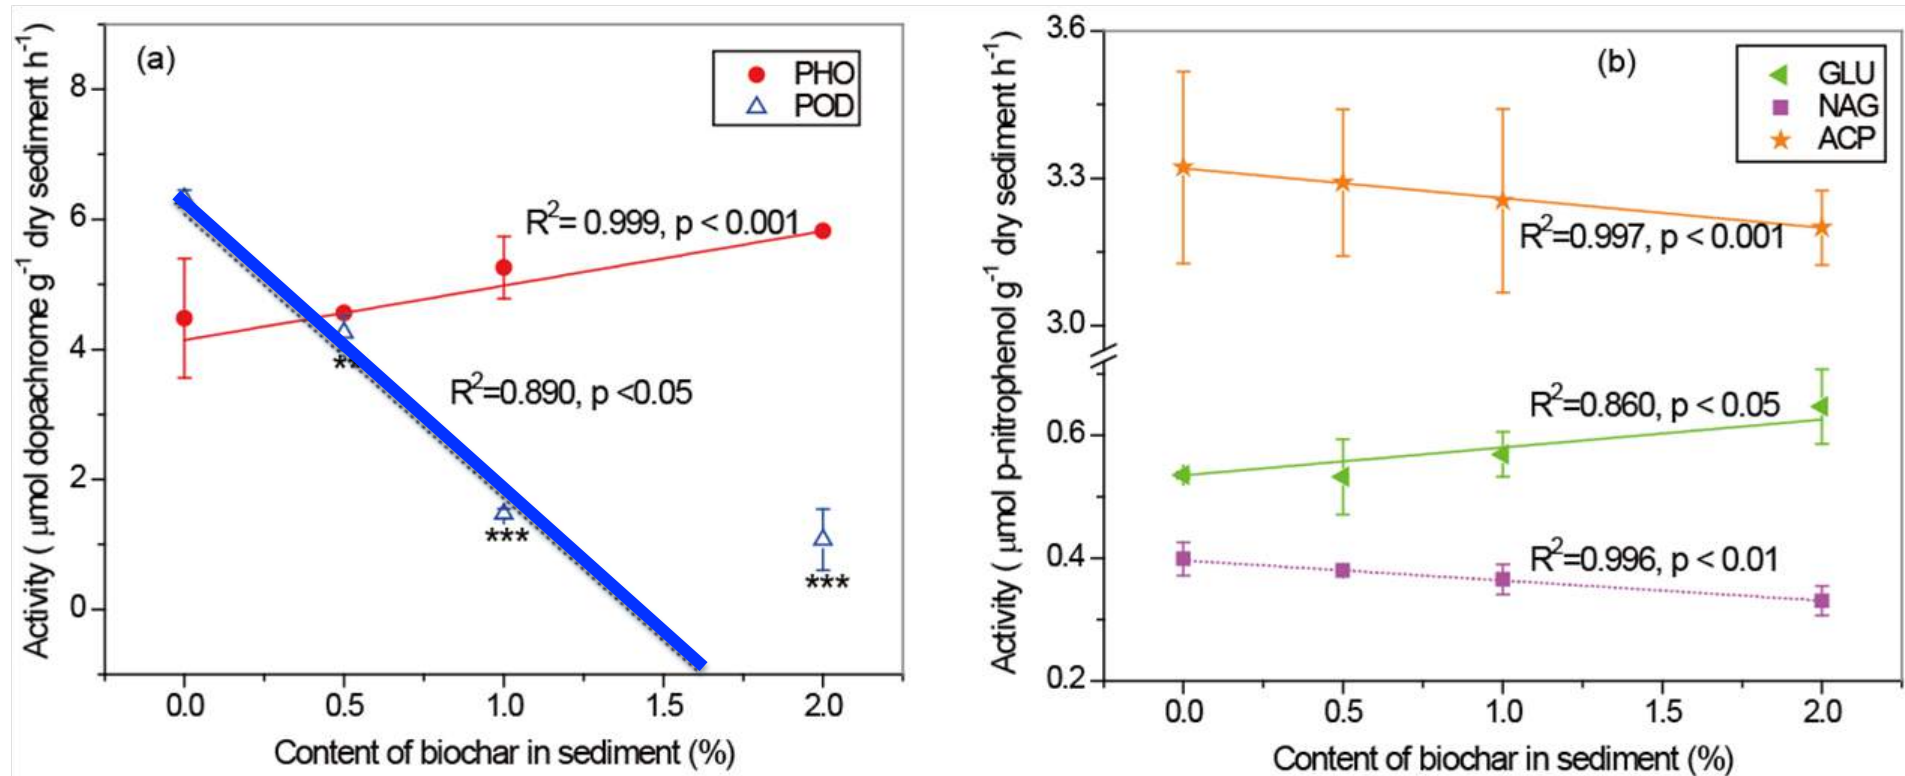 (a)
PHO
POD
Activity ( μmol dopachrome g⁻¹ dry sediment h⁻¹)
8
6
4
2
0
R²= 0.999, p < 0.001
**
R²=0.890, p <0.05
***
***
0.0 0.5 1.0 1.5 2.0
Content of biochar in sediment (%)
(b)
GLU
NAG
ACP
Activity ( μmol p-nitrophenol g⁻¹ dry sediment h⁻¹)
3.6
3.3
3.0
0.6
0.4
0.2
R²=0.997, p < 0.001
R²=0.860, p < 0.05
R²=0.996, p < 0.01
0.0 0.5 1.0 1.5 2.0
Content of biochar in sediment (%)